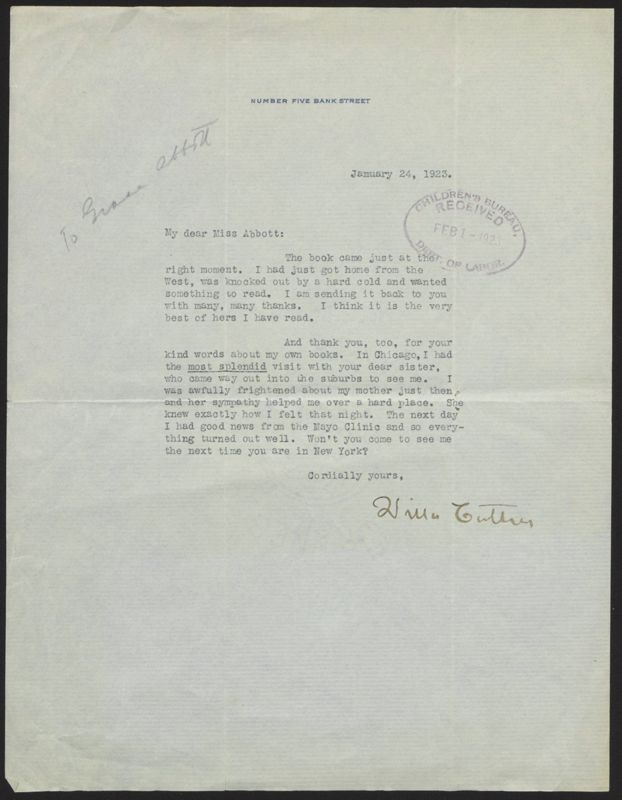 NUMBER FIVE BANK STREET
To Grace Abbott
January 24, 1923.
CHILDREN'S BUREAU,
RECEIVED
FEB 1 - 1923
DEPT. OF LABOR.
My dear Miss Abbott:
The book came just at the
right moment. I had just got home from the
West, was knocked out by a hard cold and wanted
something to read. I am sending it back to you
with many, many thanks. I think it is the very
best of hers I have read.
And thank you, too, for your
kind words about my own books. In Chicago, I had
the most splendid visit with your dear sister,
who came way out into the suburbs to see me. I
was awfully frightened about my mother just then,
and her sympathy helped me over a hard place. She
knew exactly how I felt that night. The next day
I had good news from the Mayo Clinic and so every-
thing turned out well. Won't you come to see me
the next time you are in New York?
Cordially yours,
Willa Cather